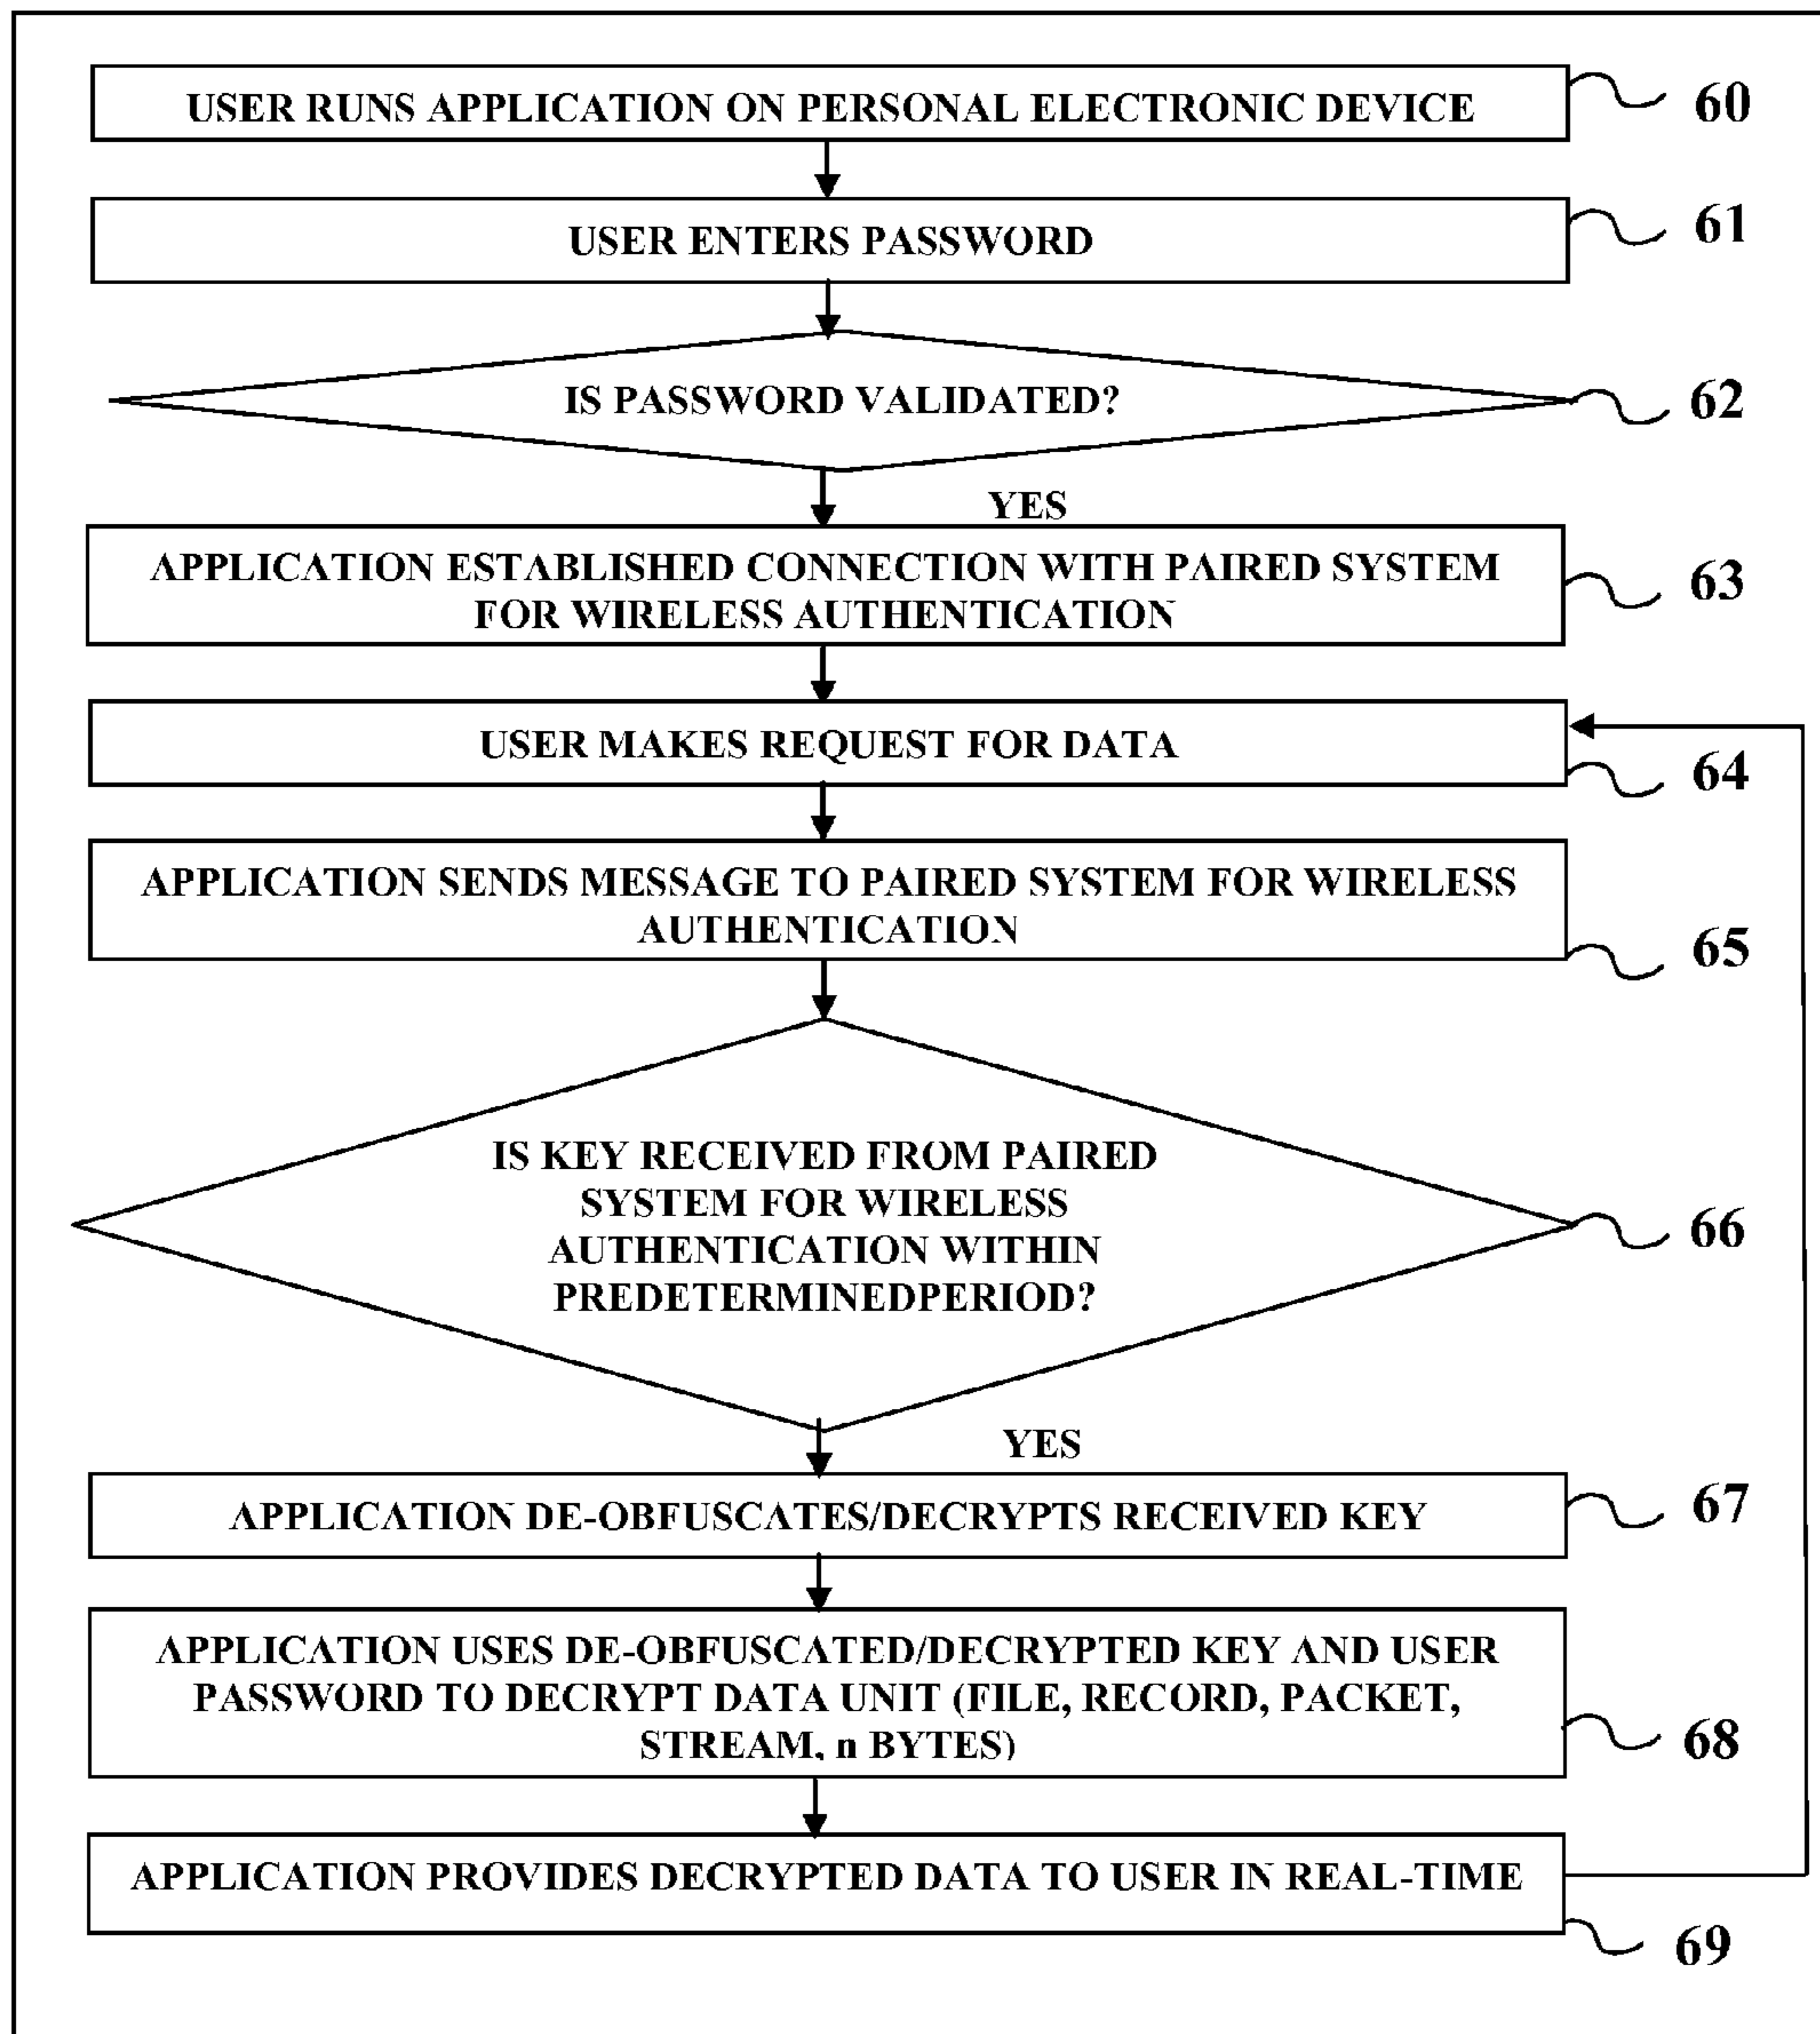 USER RUNS APPLICATION ON PERSONAL ELECTRONIC DEVICE
60
USER ENTERS PASSWORD
61
IS PASSWORD VALIDATED?
62
YES
APPLICATION ESTABLISHED CONNECTION WITH PAIRED SYSTEM
FOR WIRELESS AUTHENTICATION
63
USER MAKES REQUEST FOR DATA
64
APPLICATION SENDS MESSAGE TO PAIRED SYSTEM FOR WIRELESS
AUTHENTICATION
65
IS KEY RECEIVED FROM PAIRED
SYSTEM FOR WIRELESS
AUTHENTICATION WITHIN
PREDETERMINEDPERIOD?
66
YES
APPLICATION DE-OBFUSCATES/DECRYPTS RECEIVED KEY
67
APPLICATION USES DE-OBFUSCATED/DECRYPTED KEY AND USER
PASSWORD TO DECRYPT DATA UNIT (FILE, RECORD, PACKET,
STREAM, n BYTES)
68
APPLICATION PROVIDES DECRYPTED DATA TO USER IN REAL-TIME
69